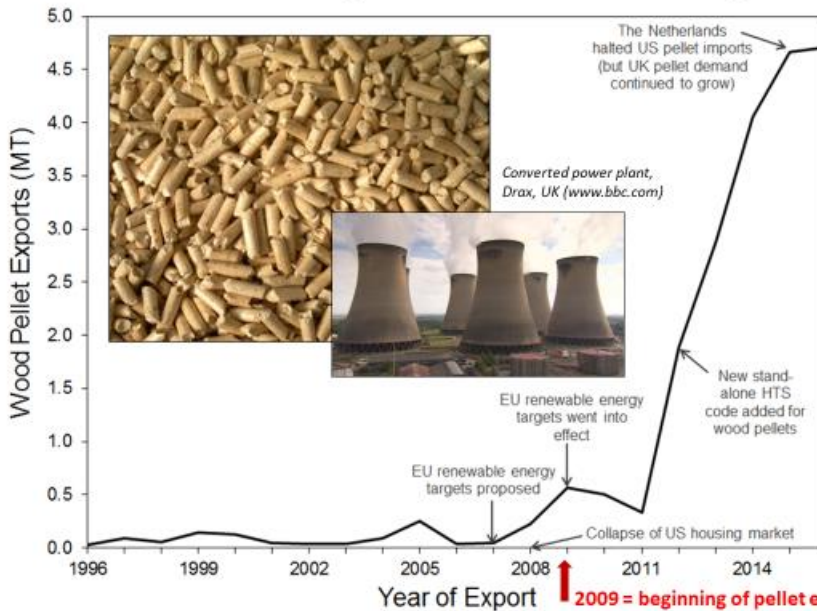 5.0
4.5
4.0
3.5
3.0
2.5
2.0
1.5
1.0
0.5
0.0
Wood Pellet Exports (MT)
The Netherlands
halted US pellet imports
(but UK pellet demand
continued to grow)
Converted power plant,
Drax, UK (www.bbc.com)
New stand-
alone HTS
code added for
wood pellets
EU renewable energy
targets went into
effect
EU renewable energy
targets proposed
Collapse of US housing market
1996
1999
2002
2005
2008
2011
2014
Year of Export
2009 = beginning of pellet e